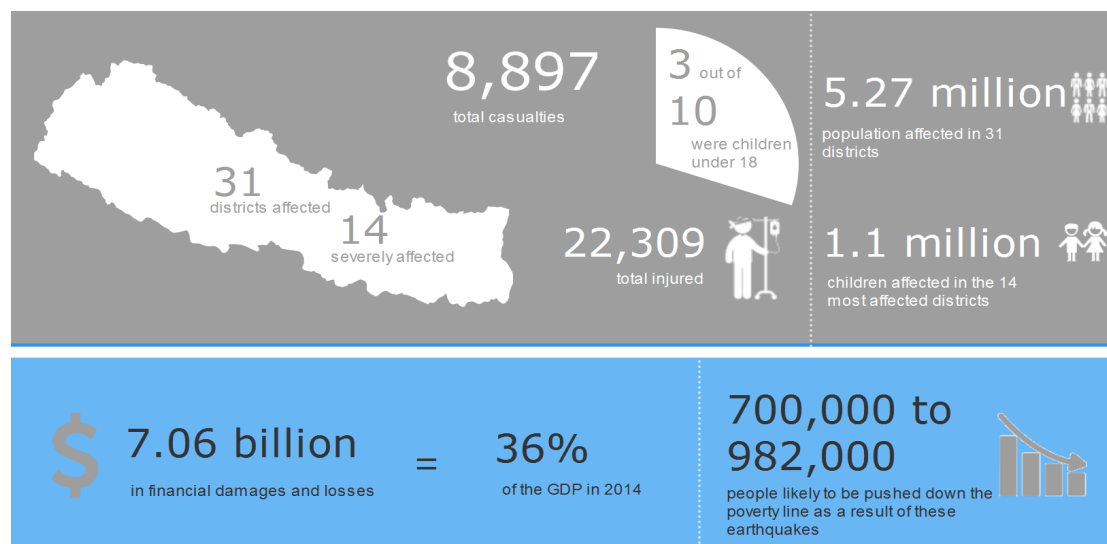 31
districts affected
14
severely affected
8,897
total casualties
3 out of
10
were children
under 18
22,309
total injured
5.27 million
population affected in 31
districts
1.1 million
children affected in the 14
most affected districts
$ 7.06 billion
in financial damages and losses
=
36%
of the GDP in 2014
700,000 to
982,000
people likely to be pushed down the
poverty line as a result of these
earthquakes